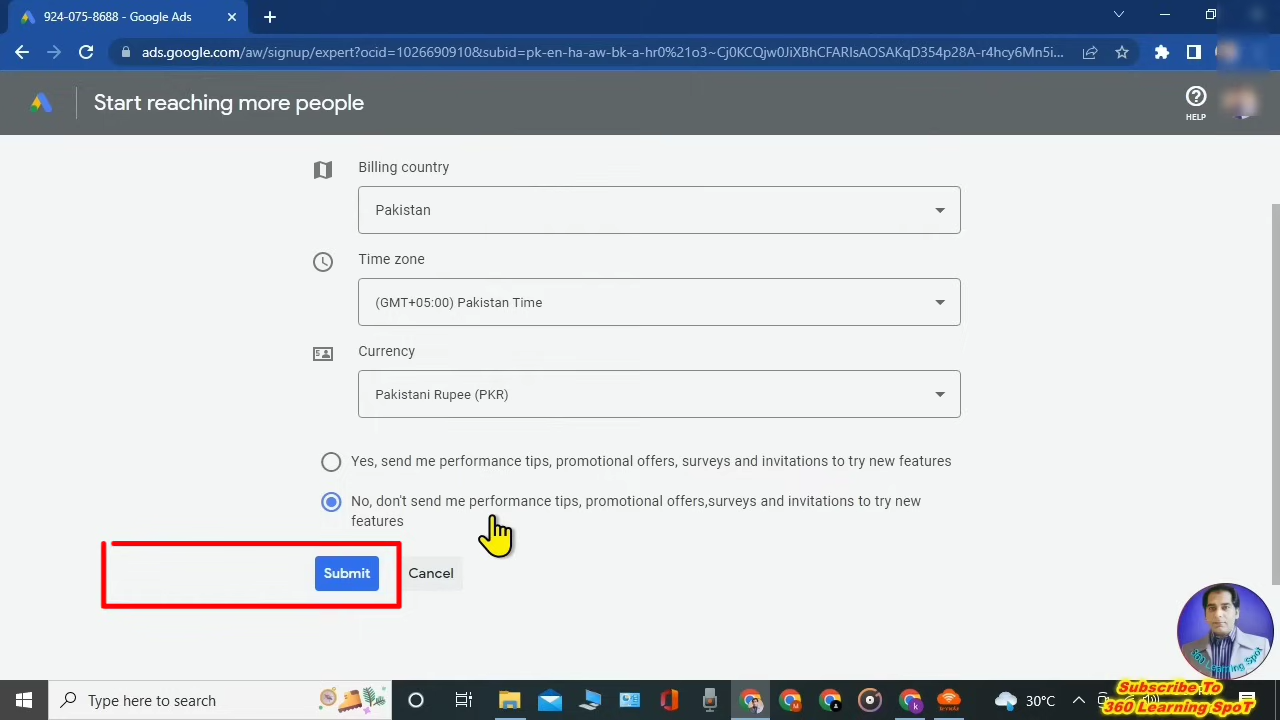 924-075-8688 - Google Ads
ads.google.com/aw/signup/expert?ocid=1026690910&subid=pk-en-ha-aw-bk-a-hr0%21o3~Cj0KCQjw0JiXBhCFARIsAOSAKqD354p28A-r4hcy6Mn5i...
Start reaching more people
HELP
Billing country
Pakistan
Time zone
(GMT+05:00) Pakistan Time
Currency
Pakistani Rupee (PKR)
Yes, send me performance tips, promotional offers, surveys and invitations to try new features
No, don't send me performance tips, promotional offers,surveys and invitations to try new
features
Submit
Cancel
360 Learning Spot
Type here to search
30°C
Subscribe To
360 Learning SpoT